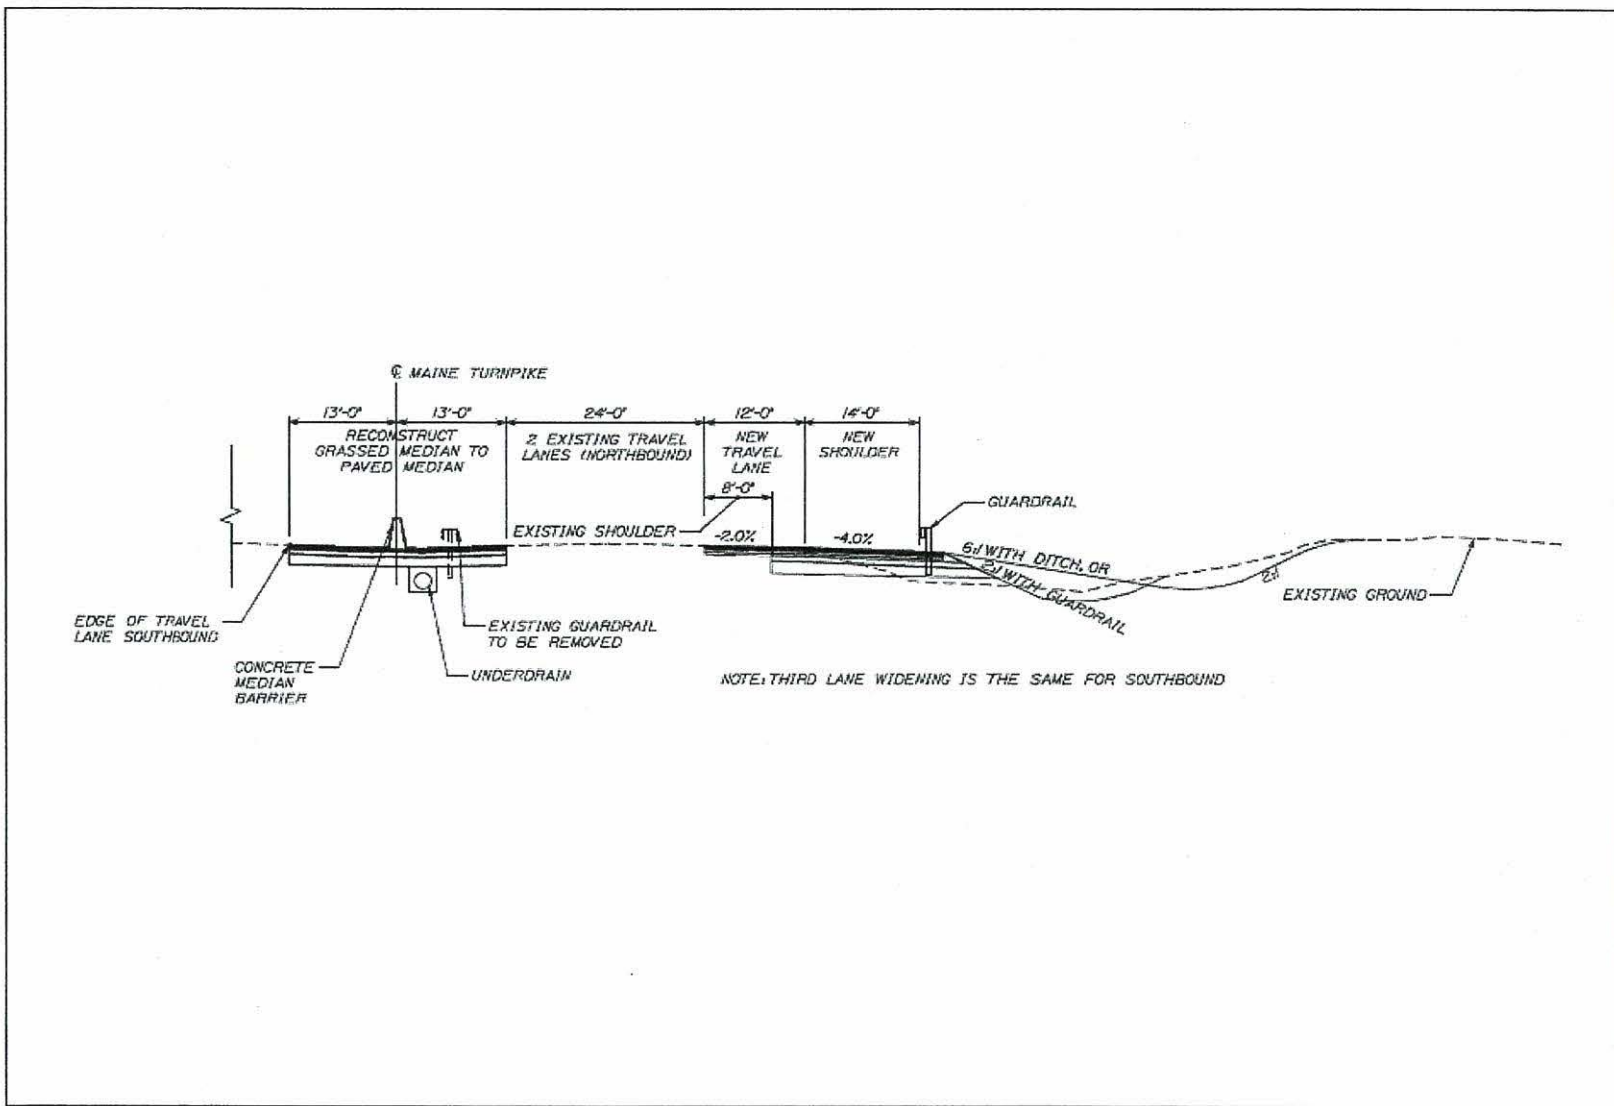 ℄ MAINE TURNPIKE
13'-0" 13'-0" 24'-0" 12'-0" 14'-0"
RECONSTRUCT
GRASSED MEDIAN TO
PAVED MEDIAN
2 EXISTING TRAVEL
LANES (NORTHBOUND)
NEW
TRAVEL
LANE
NEW
SHOULDER
8'-0"
GUARDRAIL
EXISTING SHOULDER
-2.0%
-4.0%
6:1 WITH DITCH, OR
2:1 WITH GUARDRAIL
2:1
EXISTING GROUND
EDGE OF TRAVEL
LANE SOUTHBOUND
EXISTING GUARDRAIL
TO BE REMOVED
CONCRETE
MEDIAN
BARRIER
UNDERDRAIN
NOTE: THIRD LANE WIDENING IS THE SAME FOR SOUTHBOUND